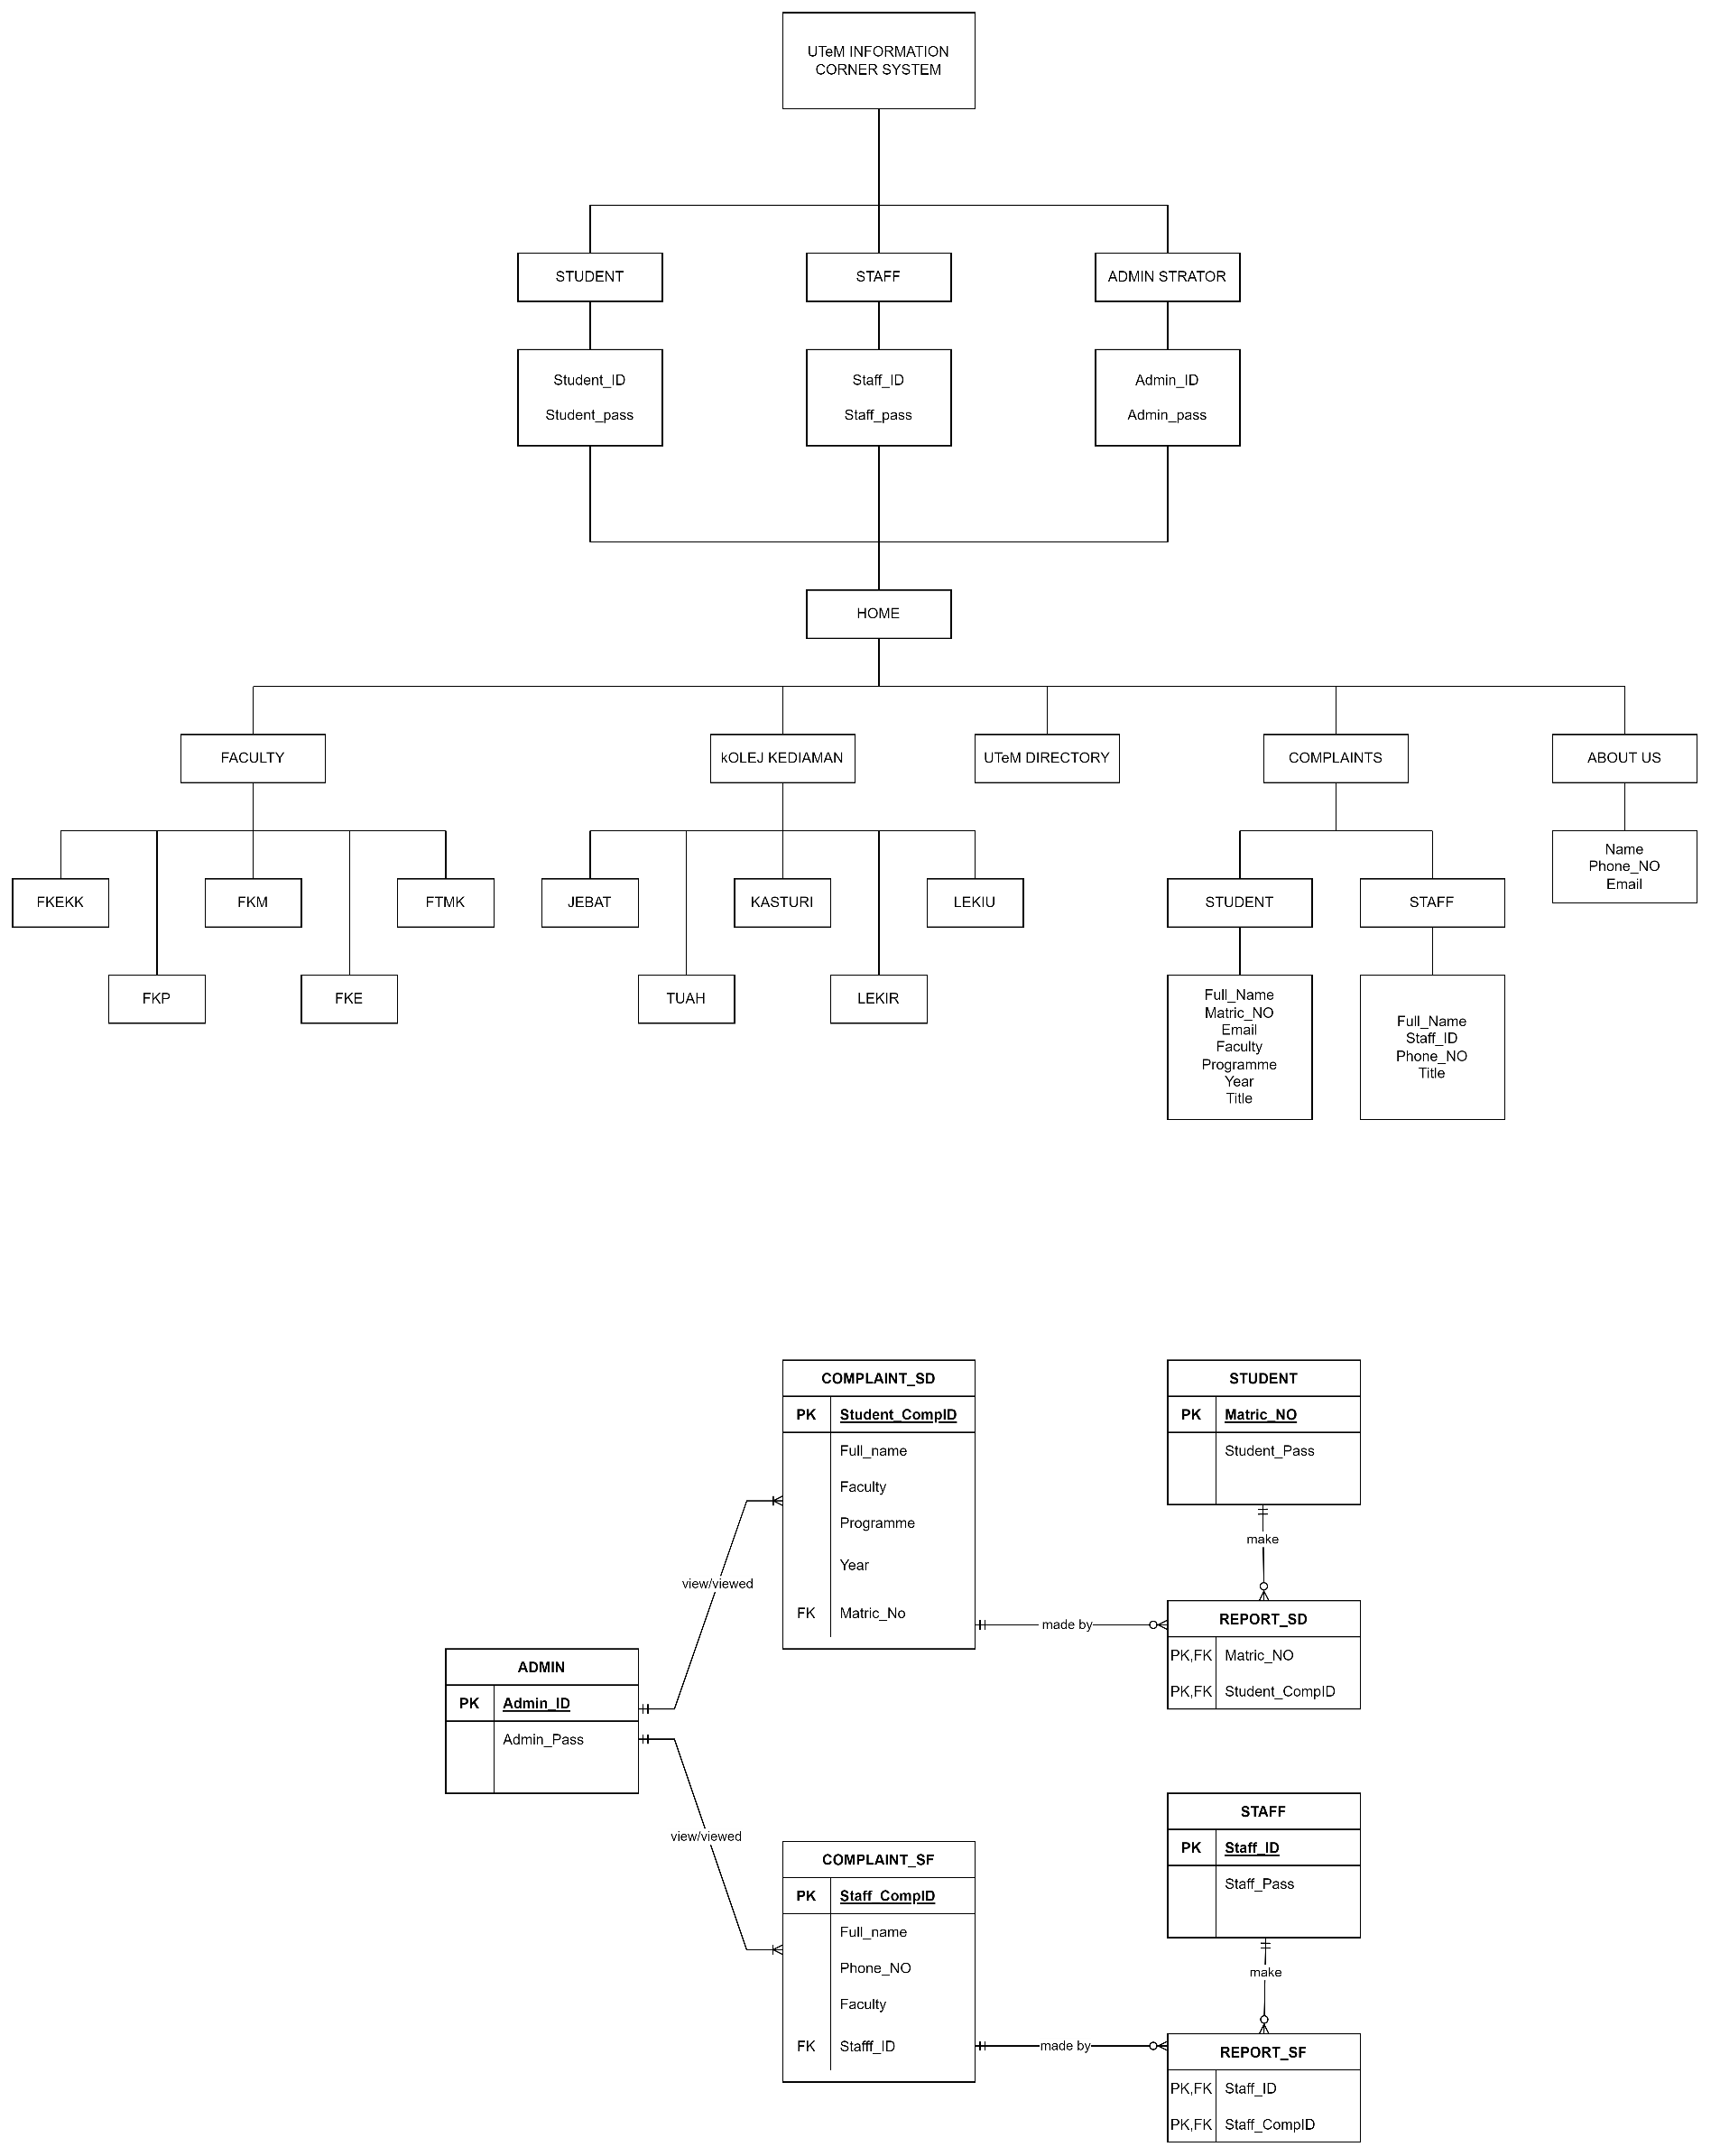 UTeM INFORMATION
CORNER SYSTEM
STUDENT
STAFF
ADMIN STRATOR
Student_ID
Student_pass
Staff_ID
Staff_pass
Admin_ID
Admin_pass
HOME
FACULTY
kOLEJ KEDIAMAN
UTeM DIRECTORY
COMPLAINTS
ABOUT US
Name
Phone_NO
Email
FKEKK
FKM
FTMK
JEBAT
KASTURI
LEKIU
STUDENT
STAFF
FKP
FKE
TUAH
LEKIR
Full_Name
Matric_NO
Email
Faculty
Programme
Year
Title
Full_Name
Staff_ID
Phone_NO
Title
COMPLAINT_SD
PK Student_CompID
Full_name
Faculty
Programme
Year
FK Matric_No
STUDENT
PK Matric_NO
Student_Pass
make
view/viewed
made by
REPORT_SD
PK,FK Matric_NO
PK,FK Student_CompID
ADMIN
PK Admin_ID
Admin_Pass
view/viewed
COMPLAINT_SF
PK Staff_CompID
Full_name
Phone_NO
Faculty
FK Stafff_ID
STAFF
PK Staff_ID
Staff_Pass
make
made by
REPORT_SF
PK,FK Staff_ID
PK,FK Staff_CompID